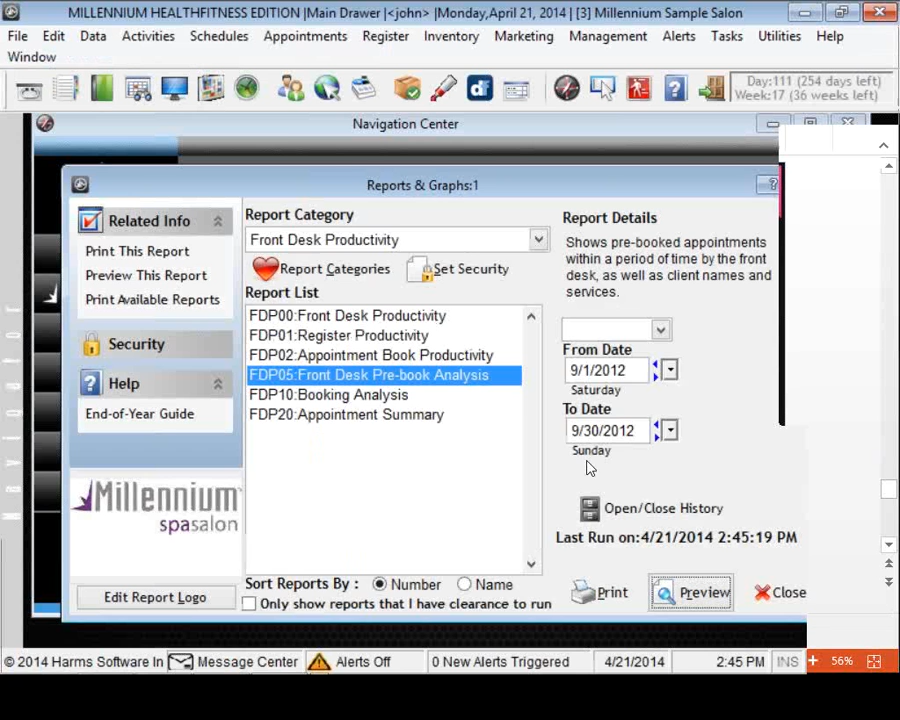 MILLENNIUM HEALTHFITNESS EDITION |Main Drawer |<john> |Monday,April 21, 2014 | [3] Millennium Sample Salon
File Edit Data Activities Schedules Appointments Register Inventory Marketing Management Alerts Tasks Utilities Help
Window
Day:111 (254 days left)
Week:17 (36 weeks left)
Navigation Center
Reports & Graphs:1
Related Info
Print This Report
Preview This Report
Print Available Reports
Security
Help
End-of-Year Guide
Millennium
spasalon
Edit Report Logo
Report Category
Front Desk Productivity
Report Categories Set Security
Report List
FDP00:Front Desk Productivity
FDP01:Register Productivity
FDP02:Appointment Book Productivity
FDP05:Front Desk Pre-book Analysis
FDP10:Booking Analysis
FDP20:Appointment Summary
Sort Reports By : Number Name
Only show reports that I have clearance to run
Report Details
Shows pre-booked appointments
within a period of time by the front
desk, as well as client names and
services.
From Date
9/1/2012
Saturday
To Date
9/30/2012
Sunday
Open/Close History
Last Run on:4/21/2014 2:45:19 PM
Print Preview Close
© 2014 Harms Software In Message Center Alerts Off 0 New Alerts Triggered 4/21/2014 2:45 PM INS 56%